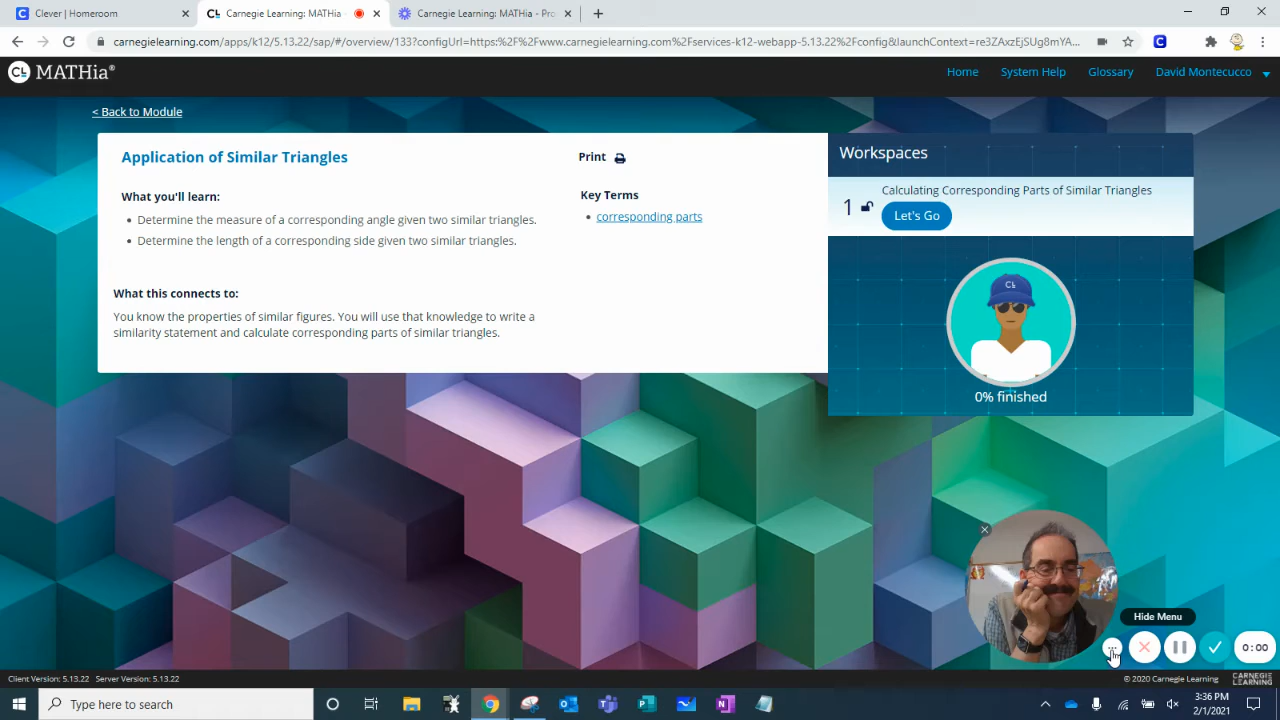 Clever | Homeroom
Carnegie Learning: MATHia -
Carnegie Learning: MATHia - Pro
carnegielearning.com/apps/k12/5.13.22/sap/#/overview/133?configUrl=https:%2F%2Fwww.carnegielearning.com%2Fservices-k12-webapp-5.13.22%2Fconfig&launchContext=re3ZAxzEjSUg8mYA...
CL MATHia®
Home
System Help
Glossary
David Montecucco
< Back to Module
Application of Similar Triangles
Print
What you'll learn:
• Determine the measure of a corresponding angle given two similar triangles.
• Determine the length of a corresponding side given two similar triangles.
Key Terms
• corresponding parts
What this connects to:
You know the properties of similar figures. You will use that knowledge to write a
similarity statement and calculate corresponding parts of similar triangles.
Workspaces
1
Calculating Corresponding Parts of Similar Triangles
Let's Go
CL
0% finished
Hide Menu
0:00
Client Version: 5.13.22 Server Version: 5.13.22
© 2020 Carnegie Learning
CARNEGIE
LEARNING
Type here to search
3:36 PM
2/1/2021